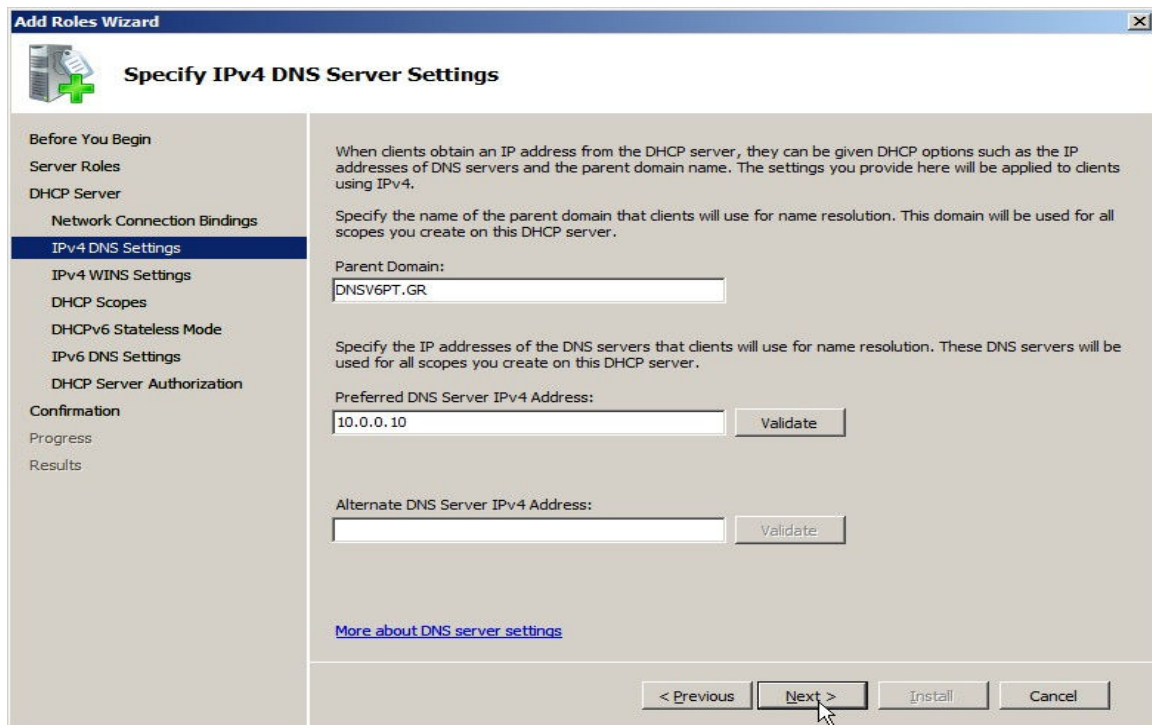 Add Roles Wizard
Specify IPv4 DNS Server Settings
Before You Begin
Server Roles
DHCP Server
Network Connection Bindings
IPv4 DNS Settings
IPv4 WINS Settings
DHCP Scopes
DHCPv6 Stateless Mode
IPv6 DNS Settings
DHCP Server Authorization
Confirmation
Progress
Results
When clients obtain an IP address from the DHCP server, they can be given DHCP options such as the IP
addresses of DNS servers and the parent domain name. The settings you provide here will be applied to clients
using IPv4.
Specify the name of the parent domain that clients will use for name resolution. This domain will be used for all
scopes you create on this DHCP server.
Parent Domain:
DNSV6PT.GR
Specify the IP addresses of the DNS servers that clients will use for name resolution. These DNS servers will be
used for all scopes you create on this DHCP server.
Preferred DNS Server IPv4 Address:
10.0.0.10 Validate
Alternate DNS Server IPv4 Address:
Validate
More about DNS server settings
< Previous Next > Install Cancel